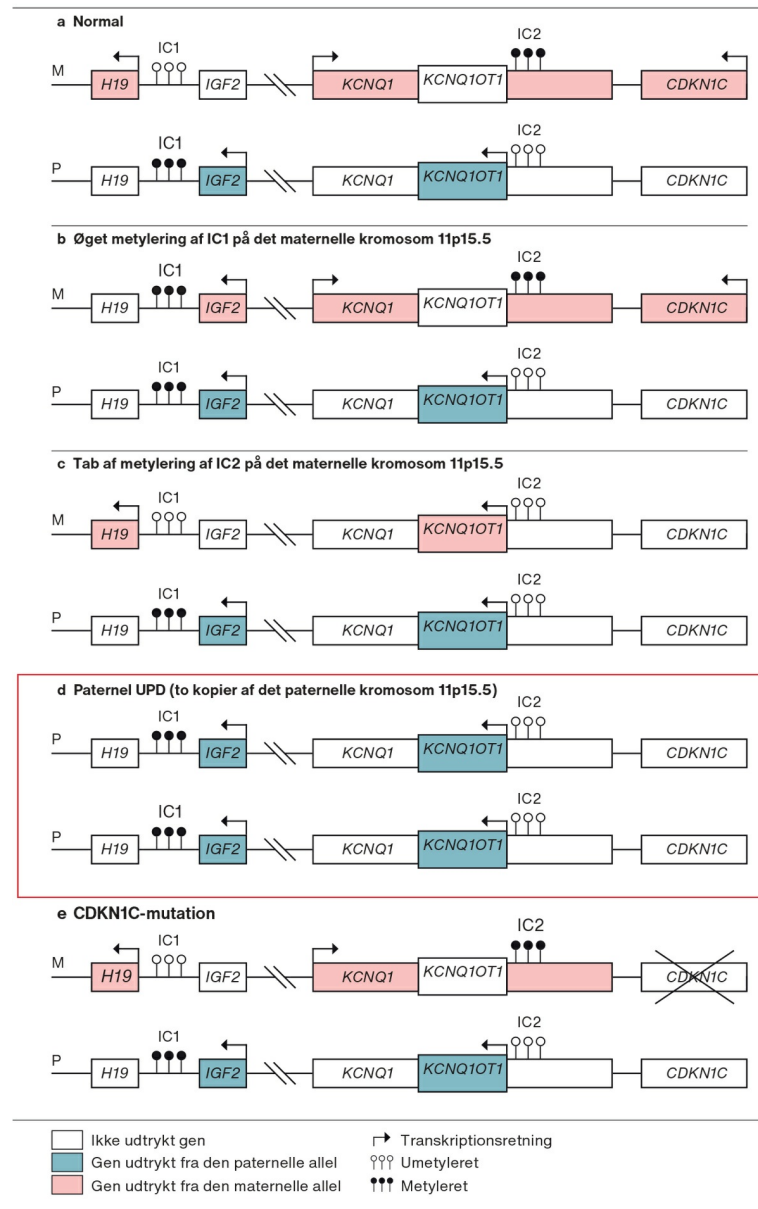 a Normal
IC1 IC2
M H19 IGF2 KCNQ1 KCNQ1OT1 CDKN1C
IC1 IC2
P H19 IGF2 KCNQ1 KCNQ1OT1 CDKN1C
b Øget metylering af IC1 på det maternelle kromosom 11p15.5
IC1 IC2
M H19 IGF2 KCNQ1 KCNQ1OT1 CDKN1C
IC1 IC2
P H19 IGF2 KCNQ1 KCNQ1OT1 CDKN1C
c Tab af metylering af IC2 på det maternelle kromosom 11p15.5
IC1 IC2
M H19 IGF2 KCNQ1 KCNQ1OT1 CDKN1C
IC1 IC2
P H19 IGF2 KCNQ1 KCNQ1OT1 CDKN1C
d Paternel UPD (to kopier af det paternelle kromosom 11p15.5)
IC1 IC2
P H19 IGF2 KCNQ1 KCNQ1OT1 CDKN1C
IC1 IC2
P H19 IGF2 KCNQ1 KCNQ1OT1 CDKN1C
e CDKN1C-mutation
IC1 IC2
M H19 IGF2 KCNQ1 KCNQ1OT1 CDKN1C
IC1 IC2
P H19 IGF2 KCNQ1 KCNQ1OT1 CDKN1C
Ikke udtrykt gen
Gen udtrykt fra den paternelle allel
Gen udtrykt fra den maternelle allel
Transkriptionsretning
Umetyleret
Metyleret